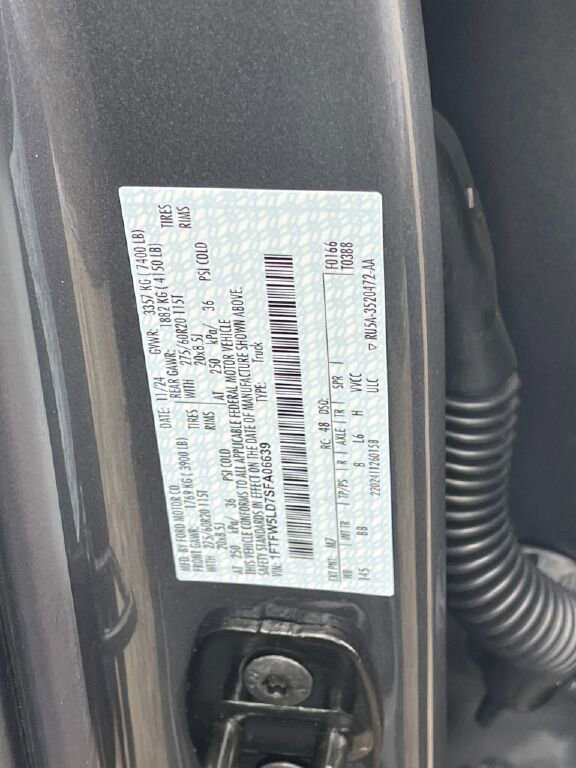 MFD. BY FORD MOTOR CO. DATE: 11/24 GVWR: 3357 KG (7400 LB)
FRONT GAWR: 1769 KG (3900 LB) REAR GAWR: 1882 KG (4150 LB)
WITH 275/60R20 115T TIRES WITH 275/60R20 115T TIRES
20x8.5J RIMS 20x8.5J RIMS
AT 250 kPa/ 36 PSI COLD AT 250 kPa/ 36 PSI COLD
THIS VEHICLE CONFORMS TO ALL APPLICABLE FEDERAL MOTOR VEHICLE
SAFETY STANDARDS IN EFFECT ON THE DATE OF MANUFACTURE SHOWN ABOVE.
VIN: 1FTFW5LD7SFA06639 TYPE: Truck
F0166
T0388
EXT PNT: M7 RC: 48 DSO:
WB INT TR TP/PS R AXLE TR SPR
145 BB 8 L6 H VVCC
2202411260158 ULC ▽ RU5A-3520472-AA